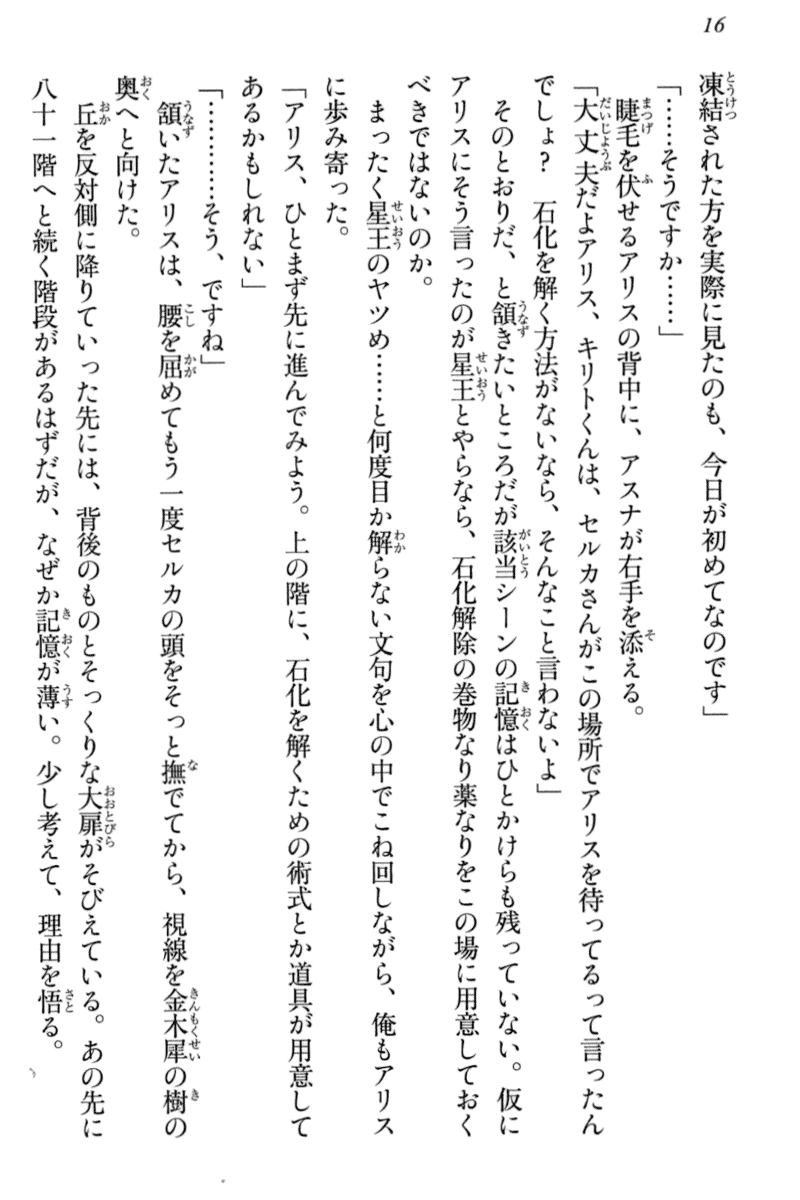 16
凍結された方を実際に見たのも、今日が初めてなのです」
「……そうですか……」
睫毛を伏せるアリスの背中に、アスナが右手を添える。
「大丈夫だよアリス、キリトくんは、セルカさんがこの場所でアリスを待ってるって言ったん
でしょ？　石化を解く方法がないなら、そんなこと言わないよ」
そのとおりだ、と頷きたいところだが該当シーンの記憶はひとかけらも残っていない。仮に
アリスにそう言ったのが星王とやらなら、石化解除の巻物なり薬なりをこの場に用意しておく
べきではないのか。
まったく星王のヤツめ……と何度目か解らない文句を心の中でこね回しながら、俺もアリス
に歩み寄った。
「アリス、ひとまず先に進んでみよう。上の階に、石化を解くための術式とか道具が用意して
あるかもしれない」
「…………そう、ですね」
頷いたアリスは、腰を屈めてもう一度セルカの頭をそっと撫でてから、視線を金木犀の樹の
奥へと向けた。
丘を反対側に降りていった先には、背後のものとそっくりな大扉がそびえている。あの先に
八十一階へと続く階段があるはずだが、なぜか記憶が薄い。少し考えて、理由を悟る。